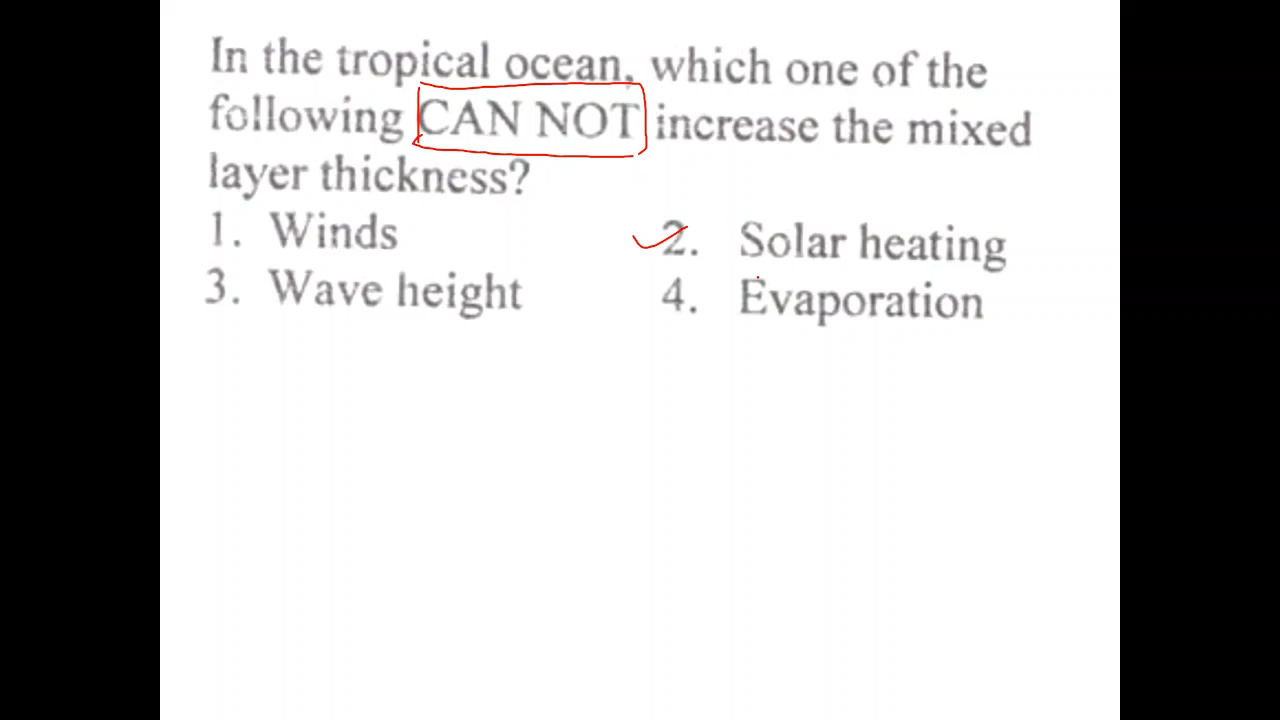 In the tropical ocean, which one of the
following CAN NOT increase the mixed
layer thickness?
1. Winds 2. Solar heating
3. Wave height 4. Evaporation